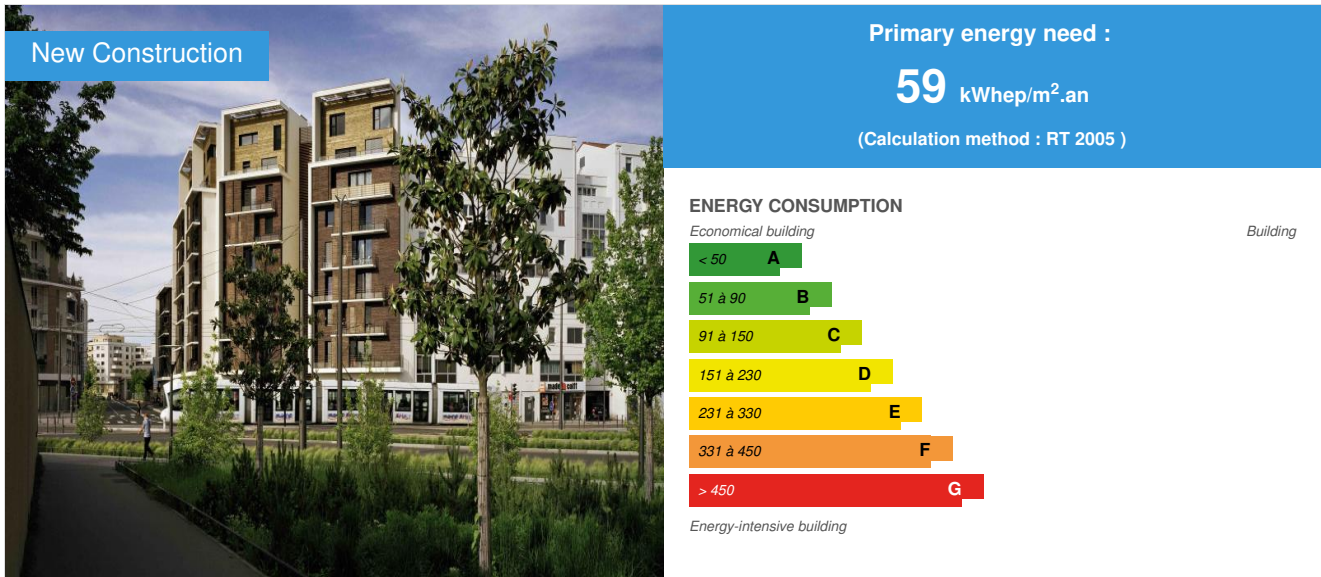 New Construction
Primary energy need :
59 kWhep/m².an
(Calculation method : RT 2005 )
ENERGY CONSUMPTION
Economical building
Building
< 50 A
51 à 90 B
91 à 150 C
151 à 230 D
231 à 330 E
331 à 450 F
> 450 G
Energy-intensive building